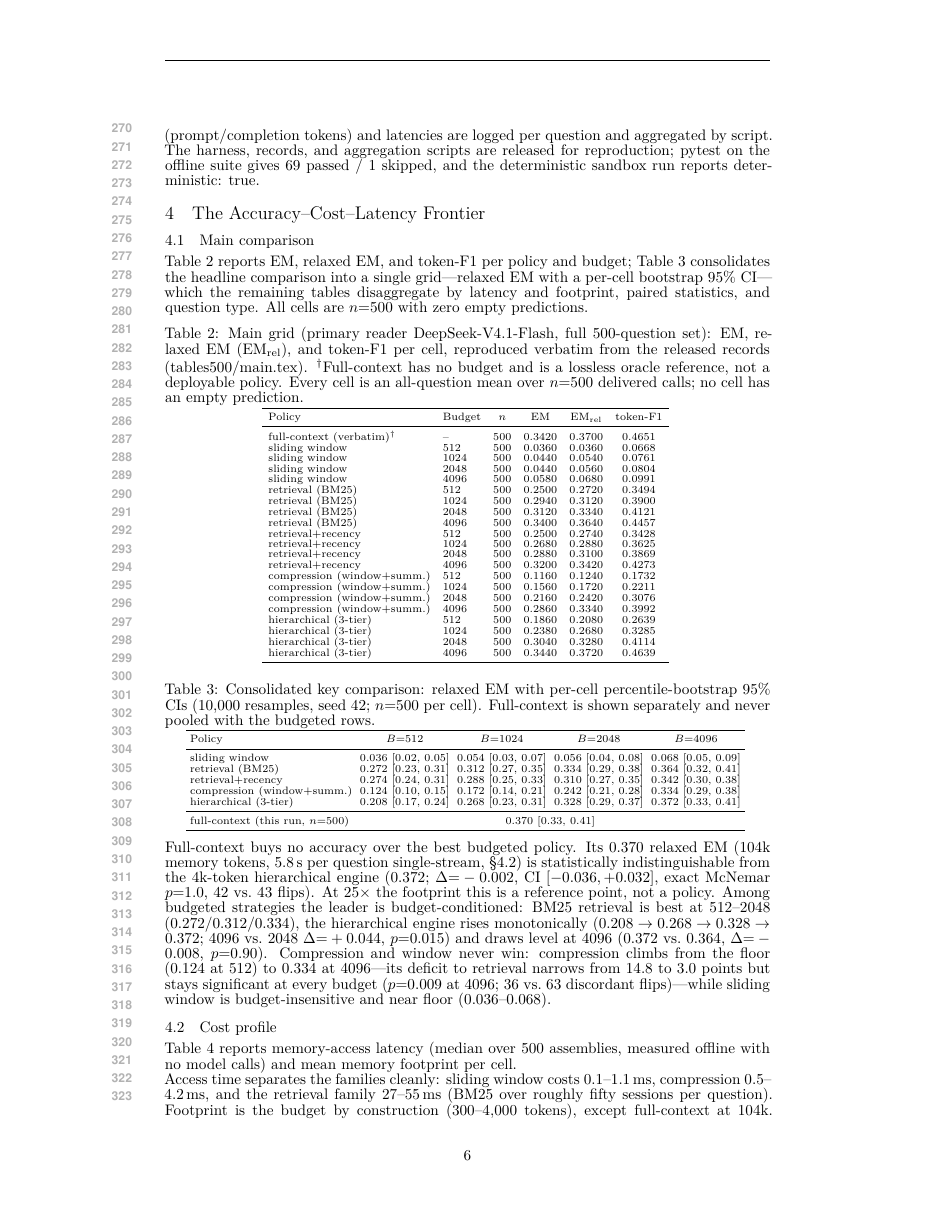 270
271
272
273
274
275
276
277
278
279
280
281
282
283
284
285
286
287
288
289
290
291
292
293
294
295
296
297
298
299
300
301
302
303
304
305
306
307
308
309
310
311
312
313
314
315
316
317
318
319
320
321
322
323
(prompt/completion tokens) and latencies are logged per question and aggregated by script.
The harness, records, and aggregation scripts are released for reproduction; pytest on the
offline suite gives 69 passed / 1 skipped, and the deterministic sandbox run reports deter-
ministic: true.
4 The Accuracy–Cost–Latency Frontier
4.1 Main comparison
Table 2 reports EM, relaxed EM, and token-F1 per policy and budget; Table 3 consolidates
the headline comparison into a single grid—relaxed EM with a per-cell bootstrap 95% CI—
which the remaining tables disaggregate by latency and footprint, paired statistics, and
question type. All cells are n=500 with zero empty predictions.
Table 2: Main grid (primary reader DeepSeek-V4.1-Flash, full 500-question set): EM, re-
laxed EM (EMrel), and token-F1 per cell, reproduced verbatim from the released records
(tables500/main.tex). †Full-context has no budget and is a lossless oracle reference, not a
deployable policy. Every cell is an all-question mean over n=500 delivered calls; no cell has
an empty prediction.
Policy Budget n EM EMrel token-F1
full-context (verbatim)† – 500 0.3420 0.3700 0.4651
sliding window 512 500 0.0360 0.0360 0.0668
sliding window 1024 500 0.0440 0.0540 0.0761
sliding window 2048 500 0.0440 0.0560 0.0804
sliding window 4096 500 0.0580 0.0680 0.0991
retrieval (BM25) 512 500 0.2500 0.2720 0.3494
retrieval (BM25) 1024 500 0.2940 0.3120 0.3900
retrieval (BM25) 2048 500 0.3120 0.3340 0.4121
retrieval (BM25) 4096 500 0.3400 0.3640 0.4457
retrieval+recency 512 500 0.2500 0.2740 0.3428
retrieval+recency 1024 500 0.2680 0.2880 0.3625
retrieval+recency 2048 500 0.2880 0.3100 0.3869
retrieval+recency 4096 500 0.3200 0.3420 0.4273
compression (window+summ.) 512 500 0.1160 0.1240 0.1732
compression (window+summ.) 1024 500 0.1560 0.1720 0.2211
compression (window+summ.) 2048 500 0.2160 0.2420 0.3076
compression (window+summ.) 4096 500 0.2860 0.3340 0.3992
hierarchical (3-tier) 512 500 0.1860 0.2080 0.2639
hierarchical (3-tier) 1024 500 0.2380 0.2680 0.3285
hierarchical (3-tier) 2048 500 0.3040 0.3280 0.4114
hierarchical (3-tier) 4096 500 0.3440 0.3720 0.4639
Table 3: Consolidated key comparison: relaxed EM with per-cell percentile-bootstrap 95%
CIs (10,000 resamples, seed 42; n=500 per cell). Full-context is shown separately and never
pooled with the budgeted rows.
Policy B=512 B=1024 B=2048 B=4096
sliding window 0.036 [0.02, 0.05] 0.054 [0.03, 0.07] 0.056 [0.04, 0.08] 0.068 [0.05, 0.09]
retrieval (BM25) 0.272 [0.23, 0.31] 0.312 [0.27, 0.35] 0.334 [0.29, 0.38] 0.364 [0.32, 0.41]
retrieval+recency 0.274 [0.24, 0.31] 0.288 [0.25, 0.33] 0.310 [0.27, 0.35] 0.342 [0.30, 0.38]
compression (window+summ.) 0.124 [0.10, 0.15] 0.172 [0.14, 0.21] 0.242 [0.21, 0.28] 0.334 [0.29, 0.38]
hierarchical (3-tier) 0.208 [0.17, 0.24] 0.268 [0.23, 0.31] 0.328 [0.29, 0.37] 0.372 [0.33, 0.41]
full-context (this run, n=500) 0.370 [0.33, 0.41]
Full-context buys no accuracy over the best budgeted policy. Its 0.370 relaxed EM (104k
memory tokens, 5.8 s per question single-stream, §4.2) is statistically indistinguishable from
the 4k-token hierarchical engine (0.372; Δ= − 0.002, CI [−0.036, +0.032], exact McNemar
p=1.0, 42 vs. 43 flips). At 25× the footprint this is a reference point, not a policy. Among
budgeted strategies the leader is budget-conditioned: BM25 retrieval is best at 512–2048
(0.272/0.312/0.334), the hierarchical engine rises monotonically (0.208 → 0.268 → 0.328 →
0.372; 4096 vs. 2048 Δ= + 0.044, p=0.015) and draws level at 4096 (0.372 vs. 0.364, Δ= −
0.008, p=0.90). Compression and window never win: compression climbs from the floor
(0.124 at 512) to 0.334 at 4096—its deficit to retrieval narrows from 14.8 to 3.0 points but
stays significant at every budget (p=0.009 at 4096; 36 vs. 63 discordant flips)—while sliding
window is budget-insensitive and near floor (0.036–0.068).
4.2 Cost profile
Table 4 reports memory-access latency (median over 500 assemblies, measured offline with
no model calls) and mean memory footprint per cell.
Access time separates the families cleanly: sliding window costs 0.1–1.1 ms, compression 0.5–
4.2 ms, and the retrieval family 27–55 ms (BM25 over roughly fifty sessions per question).
Footprint is the budget by construction (300–4,000 tokens), except full-context at 104k.
6